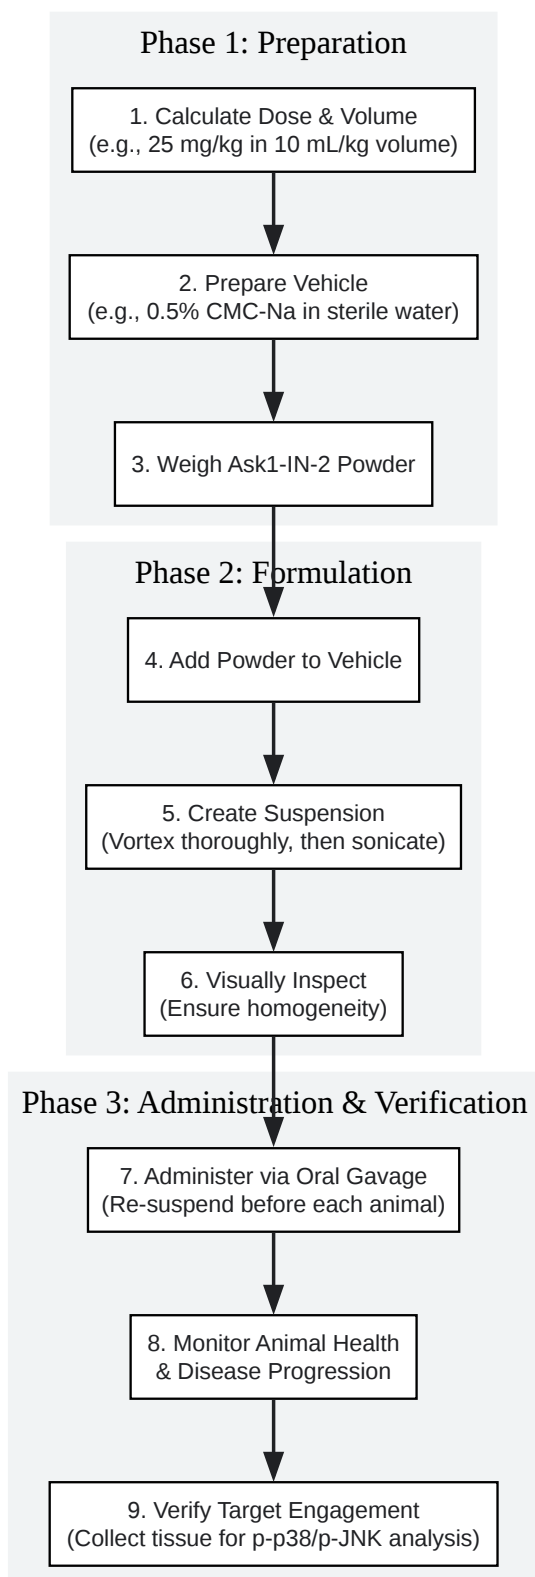 Phase 1: Preparation
1. Calculate Dose & Volume
(e.g., 25 mg/kg in 10 mL/kg volume)
2. Prepare Vehicle
(e.g., 0.5% CMC-Na in sterile water)
3. Weigh Ask1-IN-2 Powder
Phase 2: Formulation
4. Add Powder to Vehicle
5. Create Suspension
(Vortex thoroughly, then sonicate)
6. Visually Inspect
(Ensure homogeneity)
Phase 3: Administration & Verification
7. Administer via Oral Gavage
(Re-suspend before each animal)
8. Monitor Animal Health
& Disease Progression
9. Verify Target Engagement
(Collect tissue for p-p38/p-JNK analysis)